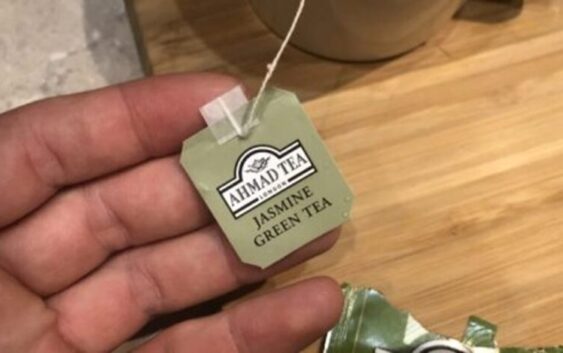 AHMAD TEA
LONDON
JASMINE
GREEN TEA